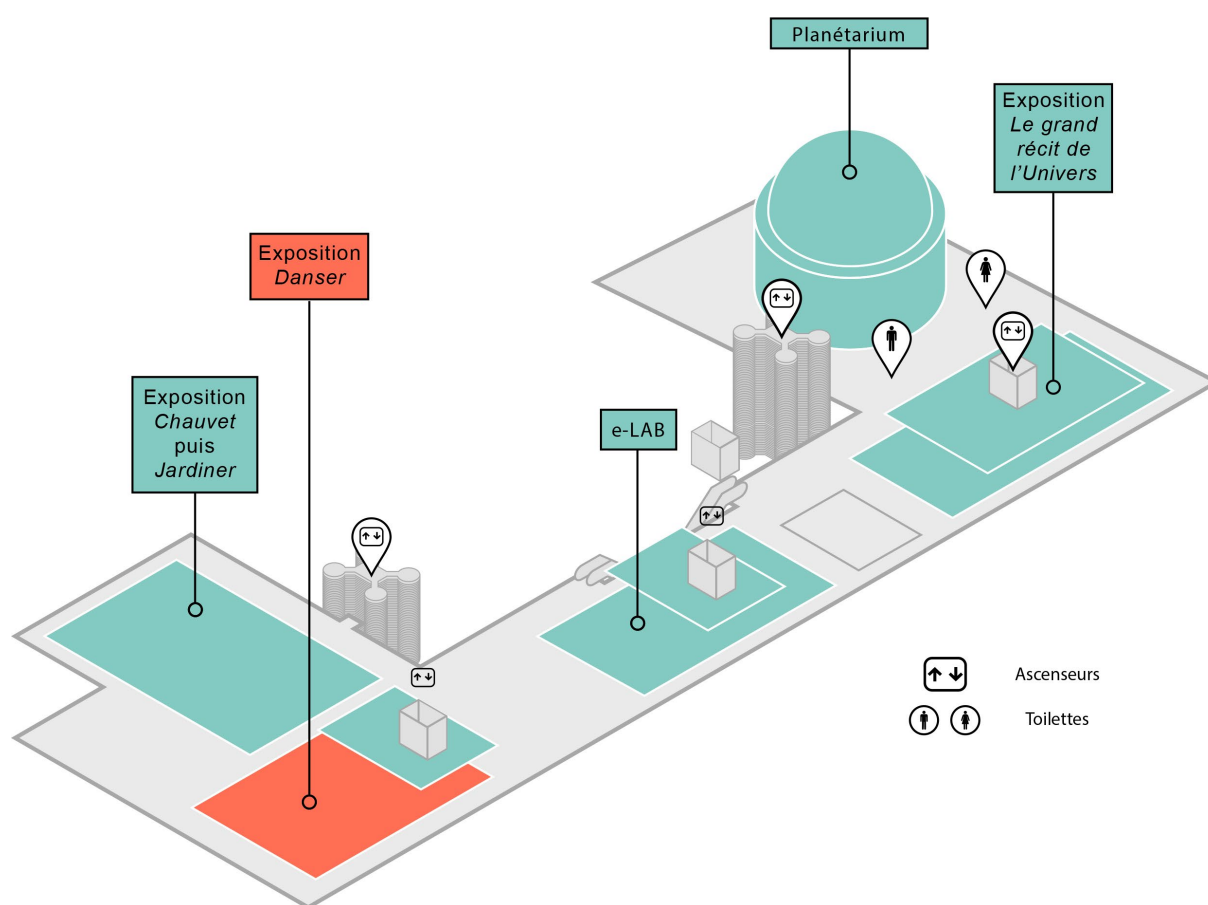 Planétarium
Exposition
Le grand
récit de
l’Univers
Exposition
Danser
Exposition
Chauvet
puis
Jardiner
e-LAB
Ascenseurs
Toilettes